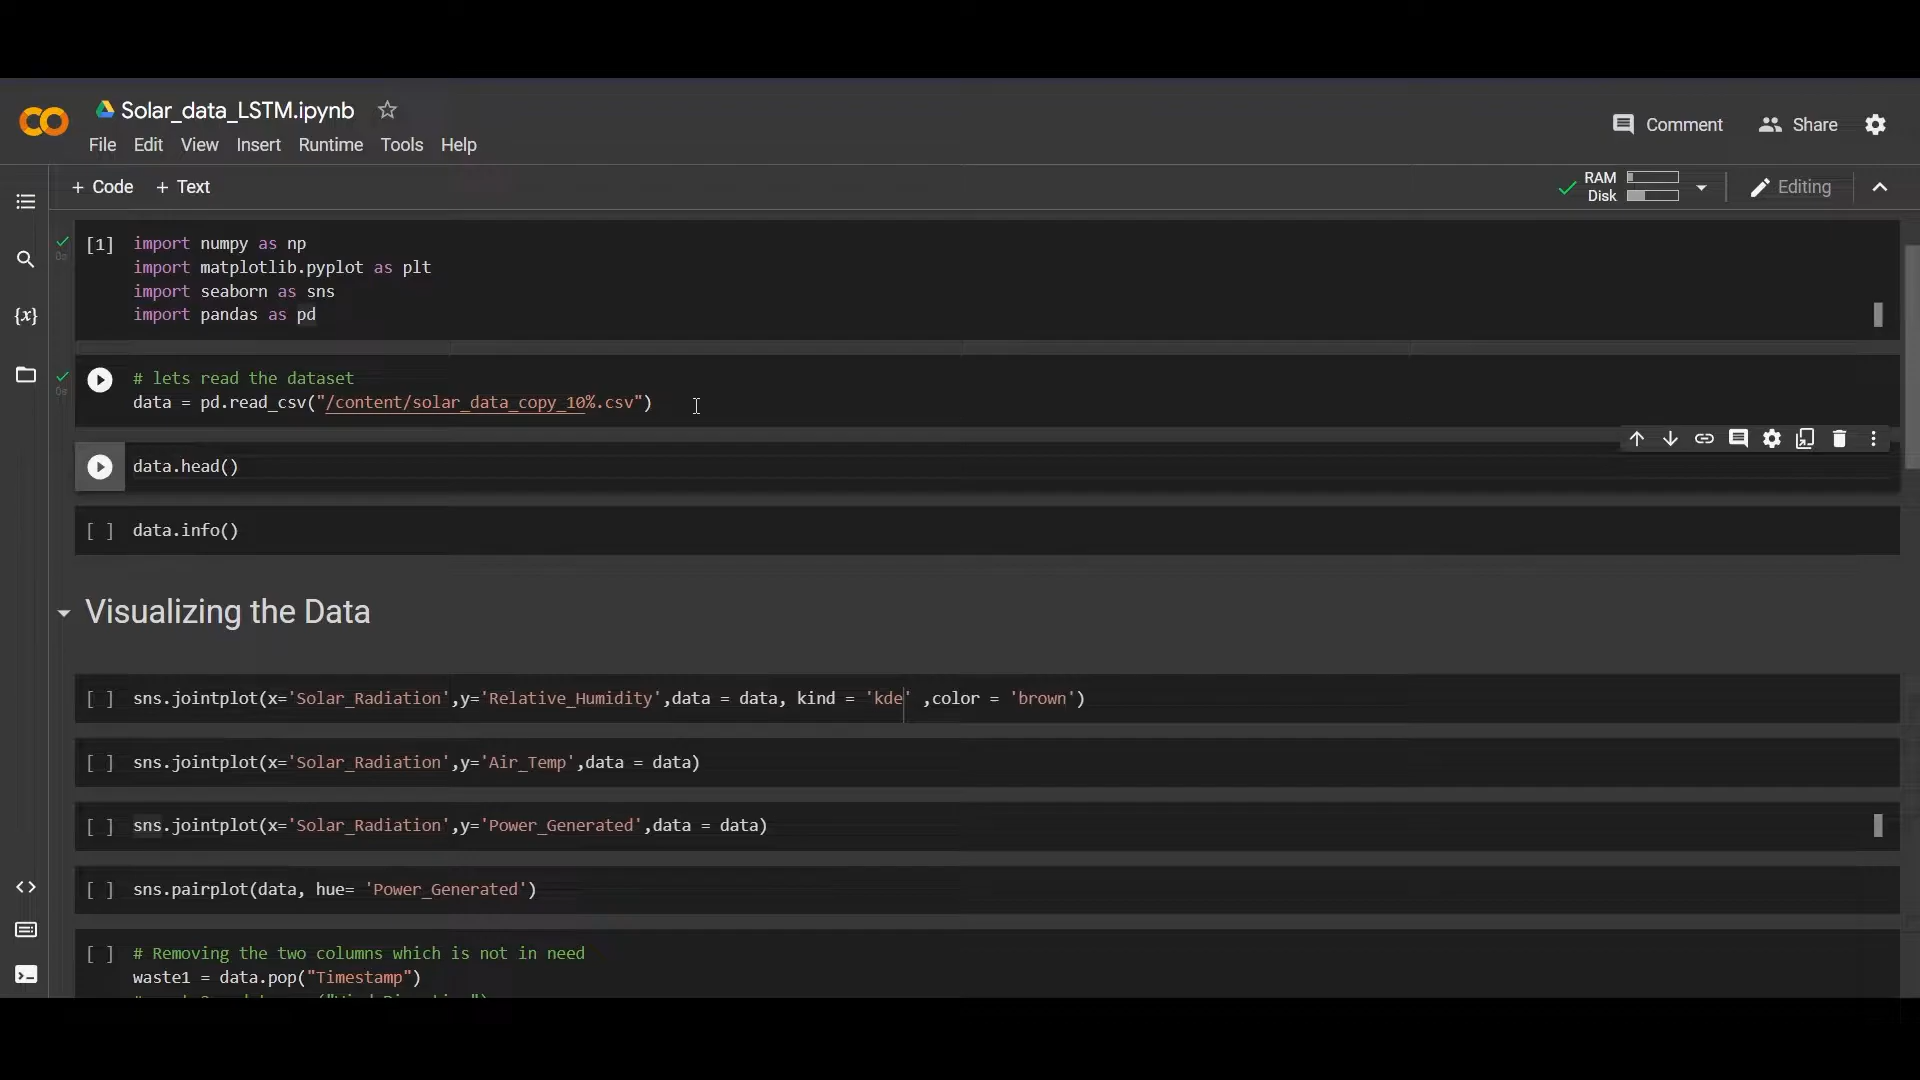 Solar_data_LSTM.ipynb
Comment
Share
File Edit View Insert Runtime Tools Help
+ Code + Text
RAM
Disk
Editing
[1] import numpy as np
import matplotlib.pyplot as plt
import seaborn as sns
import pandas as pd
# lets read the dataset
data = pd.read_csv("/content/solar_data_copy_10%.csv")
data.head()
[ ] data.info()
Visualizing the Data
[ ] sns.jointplot(x='Solar_Radiation',y='Relative_Humidity',data = data, kind = 'kde' ,color = 'brown')
[ ] sns.jointplot(x='Solar_Radiation',y='Air_Temp',data = data)
[ ] sns.jointplot(x='Solar_Radiation',y='Power_Generated',data = data)
[ ] sns.pairplot(data, hue= 'Power_Generated')
[ ] # Removing the two columns which is not in need
waste1 = data.pop("Timestamp")